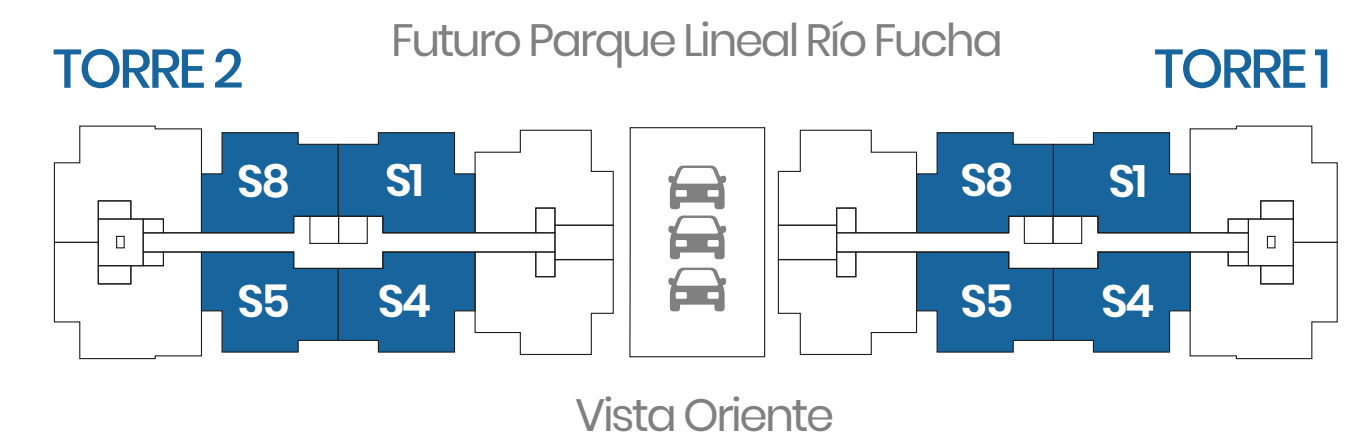 Futuro Parque Lineal Río Fucha
TORRE 2
TORRE 1
S8
S1
S8
S1
S5
S4
S5
S4
Vista Oriente